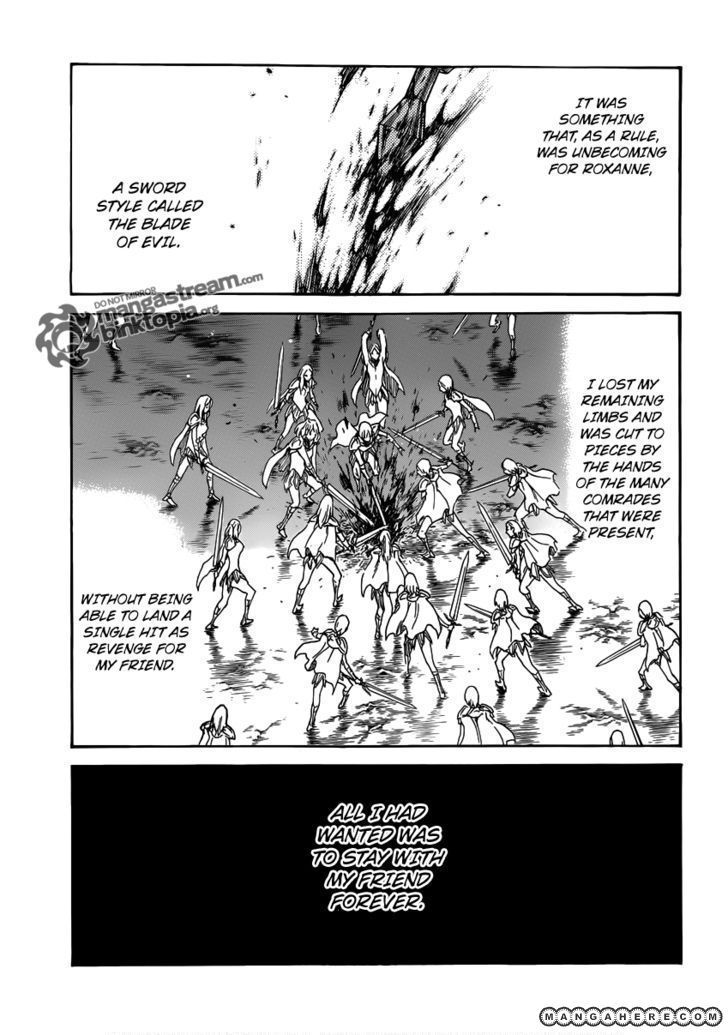 IT WAS
SOMETHING
THAT, AS A RULE,
WAS UNBECOMING
FOR ROXANNE,
A SWORD
STYLE CALLED
THE BLADE
OF EVIL.
DO NOT MIRROR
mangastream.com
binktopia.org
I LOST MY
REMAINING
LIMBS AND
WAS CUT TO
PIECES BY
THE HANDS
OF THE MANY
COMRADES
THAT WERE
PRESENT,
WITHOUT BEING
ABLE TO LAND A
SINGLE HIT AS
REVENGE FOR
MY FRIEND.
ALL I HAD
WANTED WAS
TO STAY WITH
MY FRIEND
FOREVER.
MANGAHERE.COM